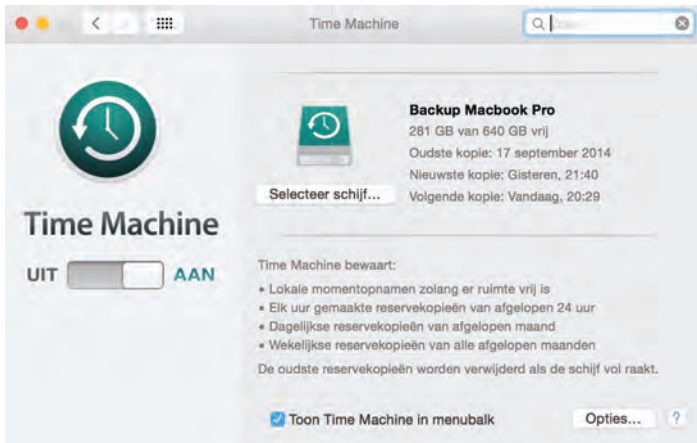 Time Machine
Backup Macbook Pro
281 GB van 640 GB vrij
Oudste kopie: 17 september 2014
Nieuwste kopie: Gisteren, 21:40
Volgende kopie: Vandaag, 20:29
Selecteer schijf...
Time Machine
UIT AAN
Time Machine bewaart:
• Lokale momentopnamen zolang er ruimte vrij is
• Elk uur gemaakte reservekopieën van afgelopen 24 uur
• Dagelijkse reservekopieën van afgelopen maand
• Wekelijkse reservekopieën van alle afgelopen maanden
De oudste reservekopieën worden verwijderd als de schijf vol raakt.
Toon Time Machine in menubalk
Opties... ?